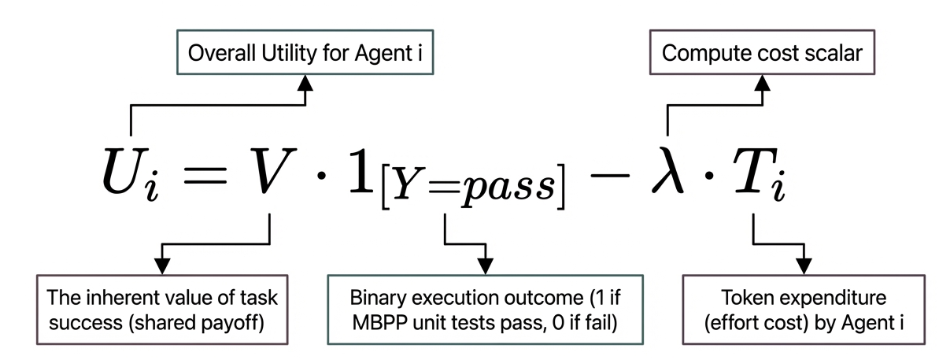 Overall Utility for Agent i
Compute cost scalar
U_i = V · 1_{[Y=pass]} − λ · T_i
The inherent value of task
success (shared payoff)
Binary execution outcome (1 if
MBPP unit tests pass, 0 if fail)
Token expenditure
(effort cost) by Agent i